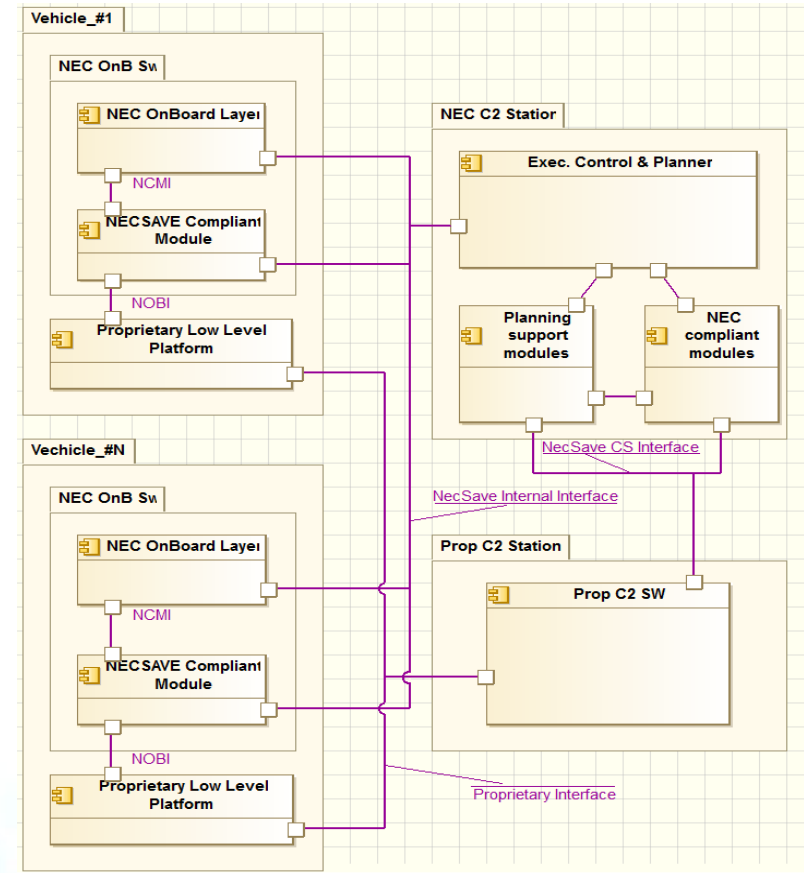 Vehicle_#1
NEC OnB Sw
NEC OnBoard Layer
NCMI
NECSAVE Compliant
Module
NOBI
Proprietary Low Level
Platform
NEC C2 Station
Exec. Control & Planner
Planning
support
modules
NEC
compliant
modules
NecSave CS Interface
NecSave Internal Interface
Vechicle_#N
NEC OnB Sw
NEC OnBoard Layer
NCMI
NECSAVE Compliant
Module
NOBI
Proprietary Low Level
Platform
Prop C2 Station
Prop C2 SW
Proprietary Interface